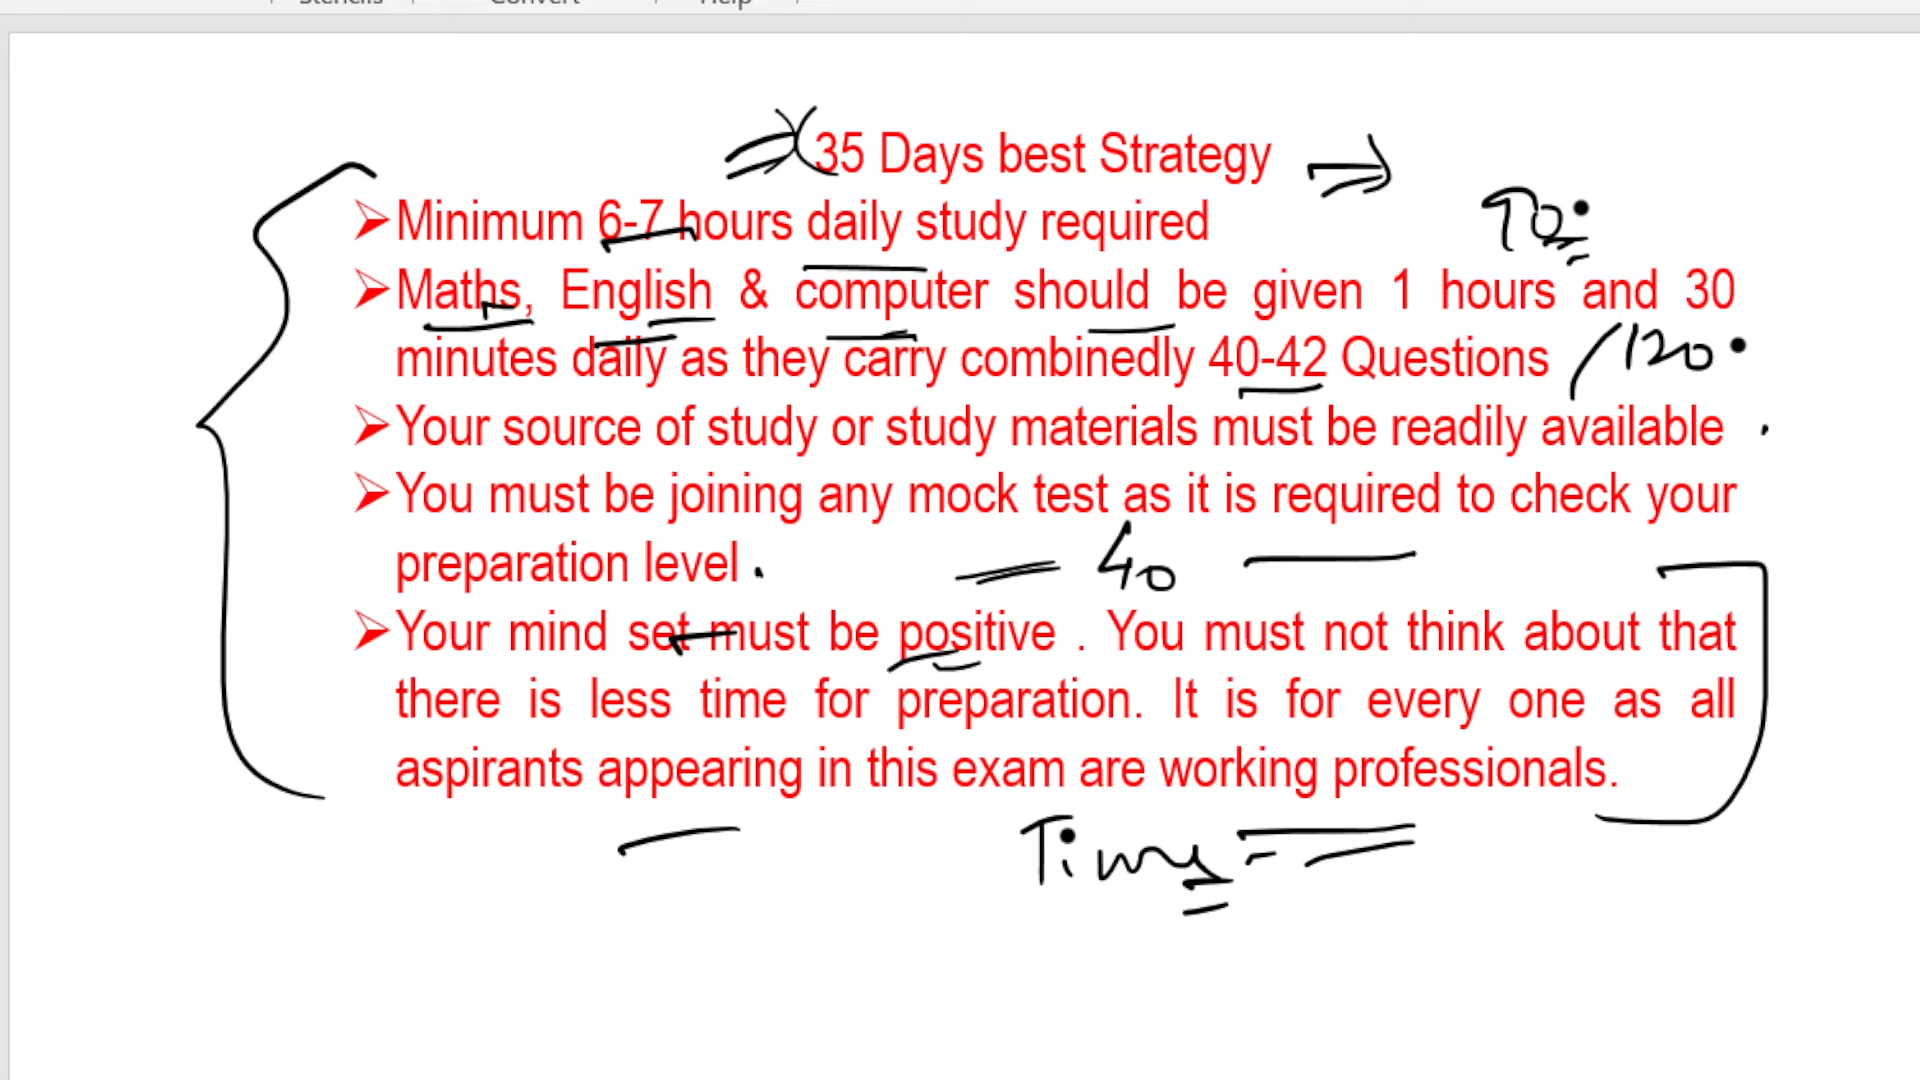 Stencils Convert Help
35 Days best Strategy
➢Minimum 6-7 hours daily study required
90
➢Maths, English & computer should be given 1 hours and 30
minutes daily as they carry combinedly 40-42 Questions /120
➢Your source of study or study materials must be readily available
➢You must be joining any mock test as it is required to check your
preparation level
40
➢Your mind set must be positive . You must not think about that
there is less time for preparation. It is for every one as all
aspirants appearing in this exam are working professionals.